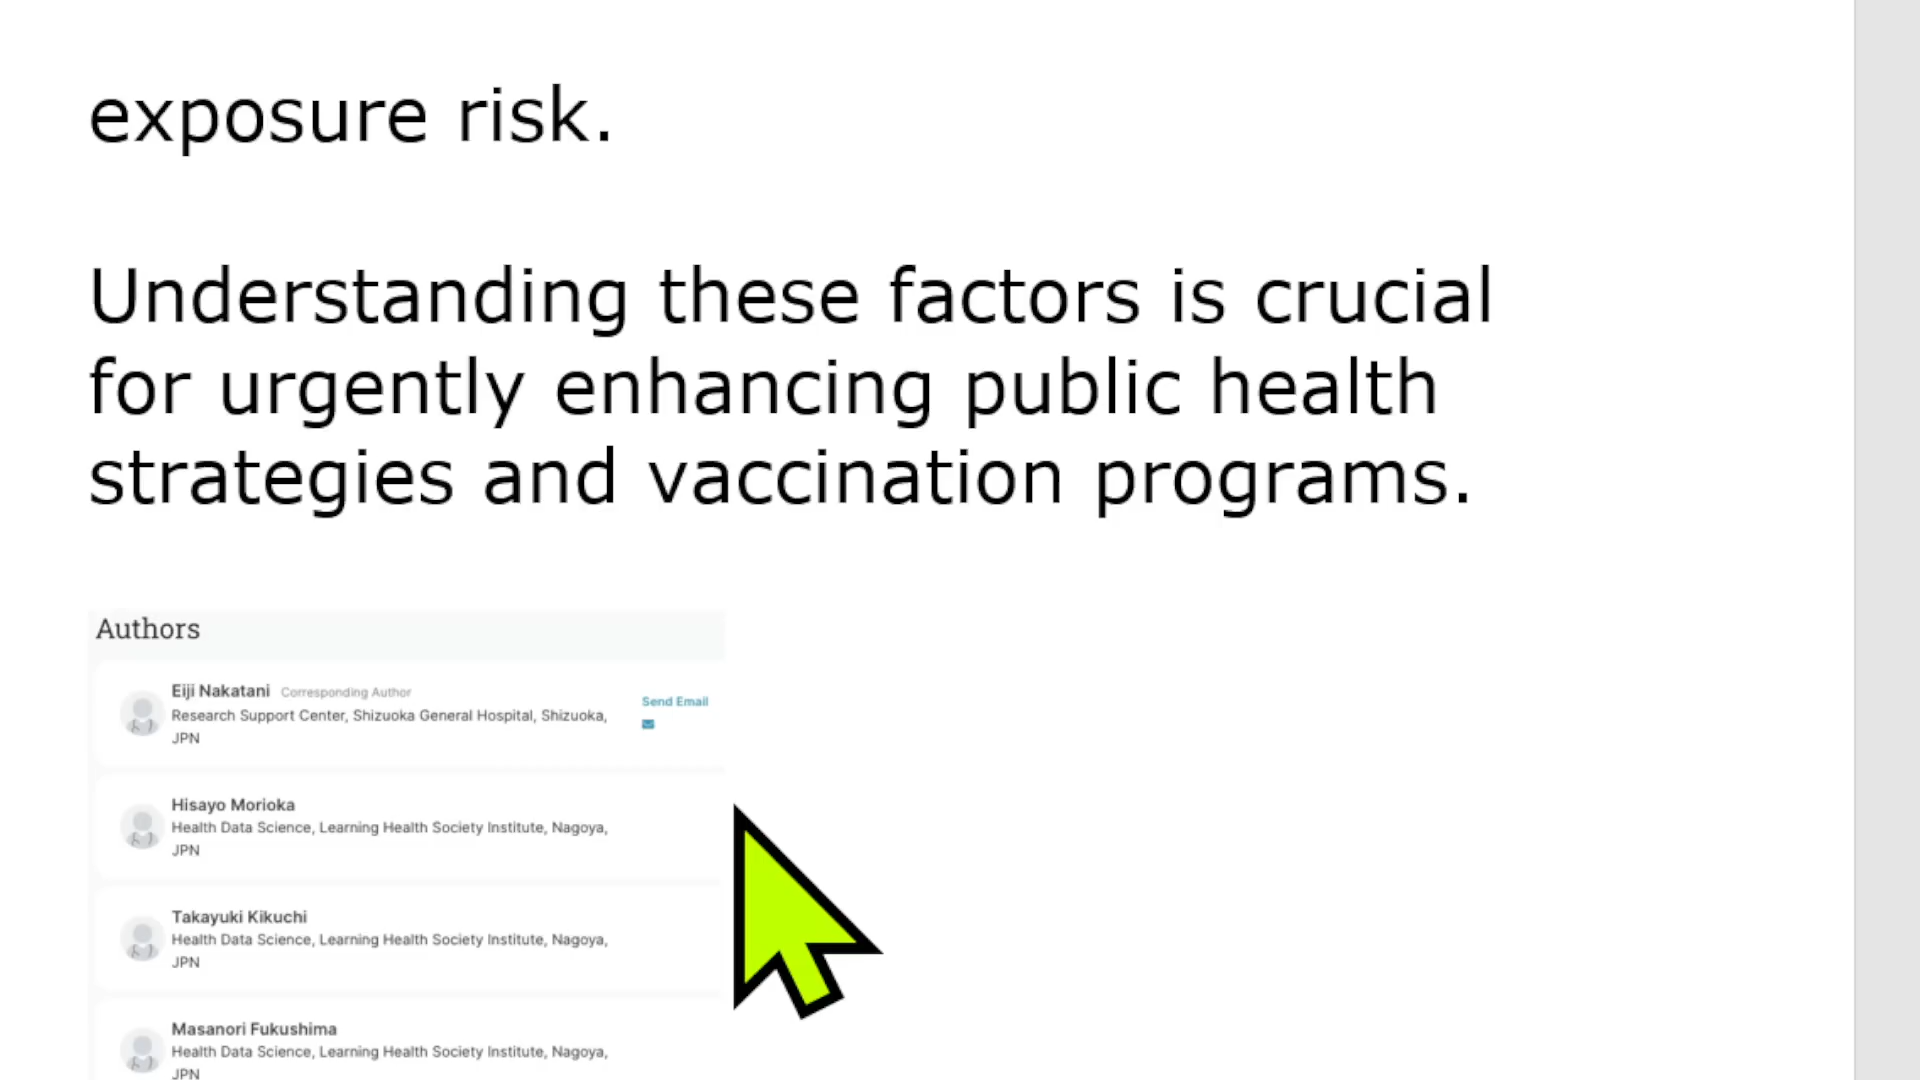 exposure risk.
Understanding these factors is crucial
for urgently enhancing public health
strategies and vaccination programs.
Authors
Eiji Nakatani Corresponding Author
Research Support Center, Shizuoka General Hospital, Shizuoka,
JPN
Send Email
Hisayo Morioka
Health Data Science, Learning Health Society Institute, Nagoya,
JPN
Takayuki Kikuchi
Health Data Science, Learning Health Society Institute, Nagoya,
JPN
Masanori Fukushima
Health Data Science, Learning Health Society Institute, Nagoya,
JPN